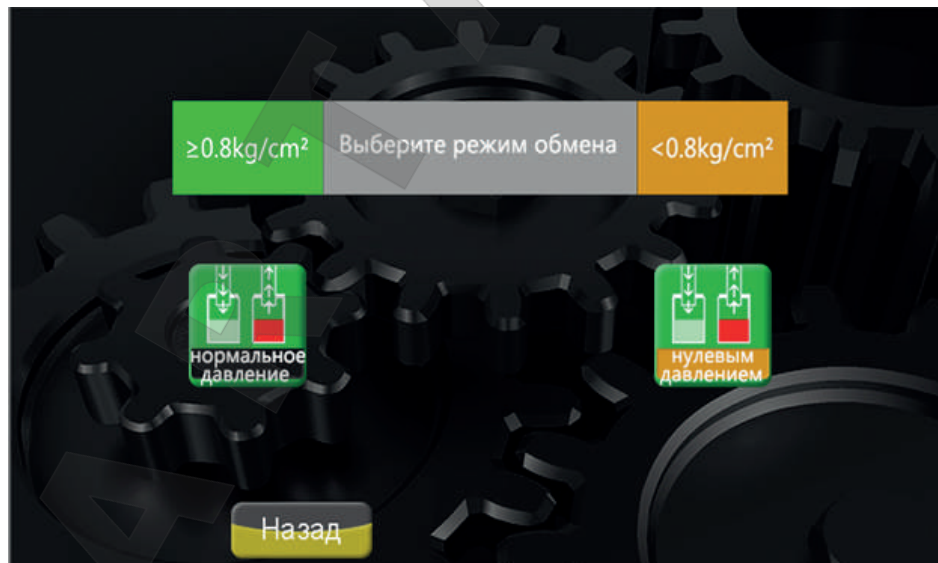 ≥0.8kg/cm²
Выберите режим обмена
<0.8kg/cm²
нормальное
давление
нулевым
давлением
Назад